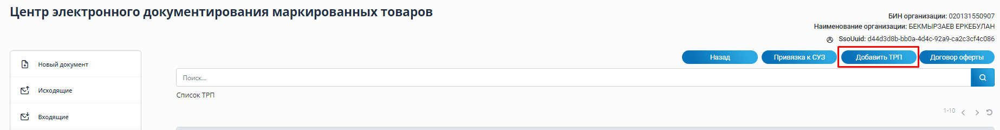 Центр электронного документирования маркированных товаров
БИН организации: 020131550907
Наименование организации: БЕКМЫРЗАЕВ ЕРКЕБУЛАН
SsoUuid: d44d3d8b-bb0a-4d4c-92a9-ca2c3cf4c086
Назад
Привязка к СУЗ
Добавить ТРП
Договор оферты
Новый документ
Исходящие
Входящие
Поиск...
Список ТРП
1-10